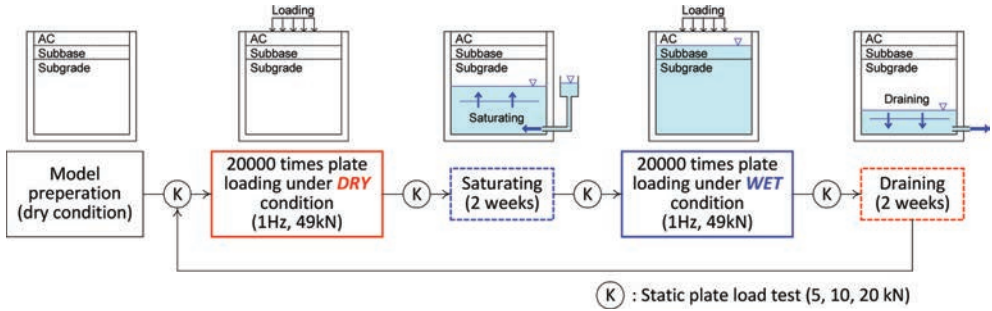 AC
Subbase
Subgrade
Loading
AC
Subbase
Subgrade
AC
Subbase
Subgrade
Saturating
Loading
AC
Subbase
Subgrade
AC
Subbase
Subgrade
Draining
Model
preperation
(dry condition)
K
20000 times plate
loading under DRY
condition
(1Hz, 49kN)
K
Saturating
(2 weeks)
K
20000 times plate
loading under WET
condition
(1Hz, 49kN)
K
Draining
(2 weeks)
K : Static plate load test (5, 10, 20 kN)